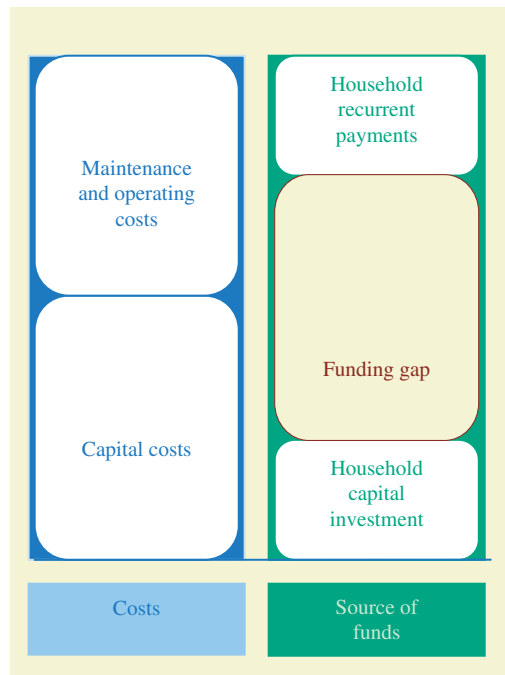 Maintenance
and operating
costs
Capital costs
Household
recurrent
payments
Funding gap
Household
capital
investment
Costs
Source of
funds